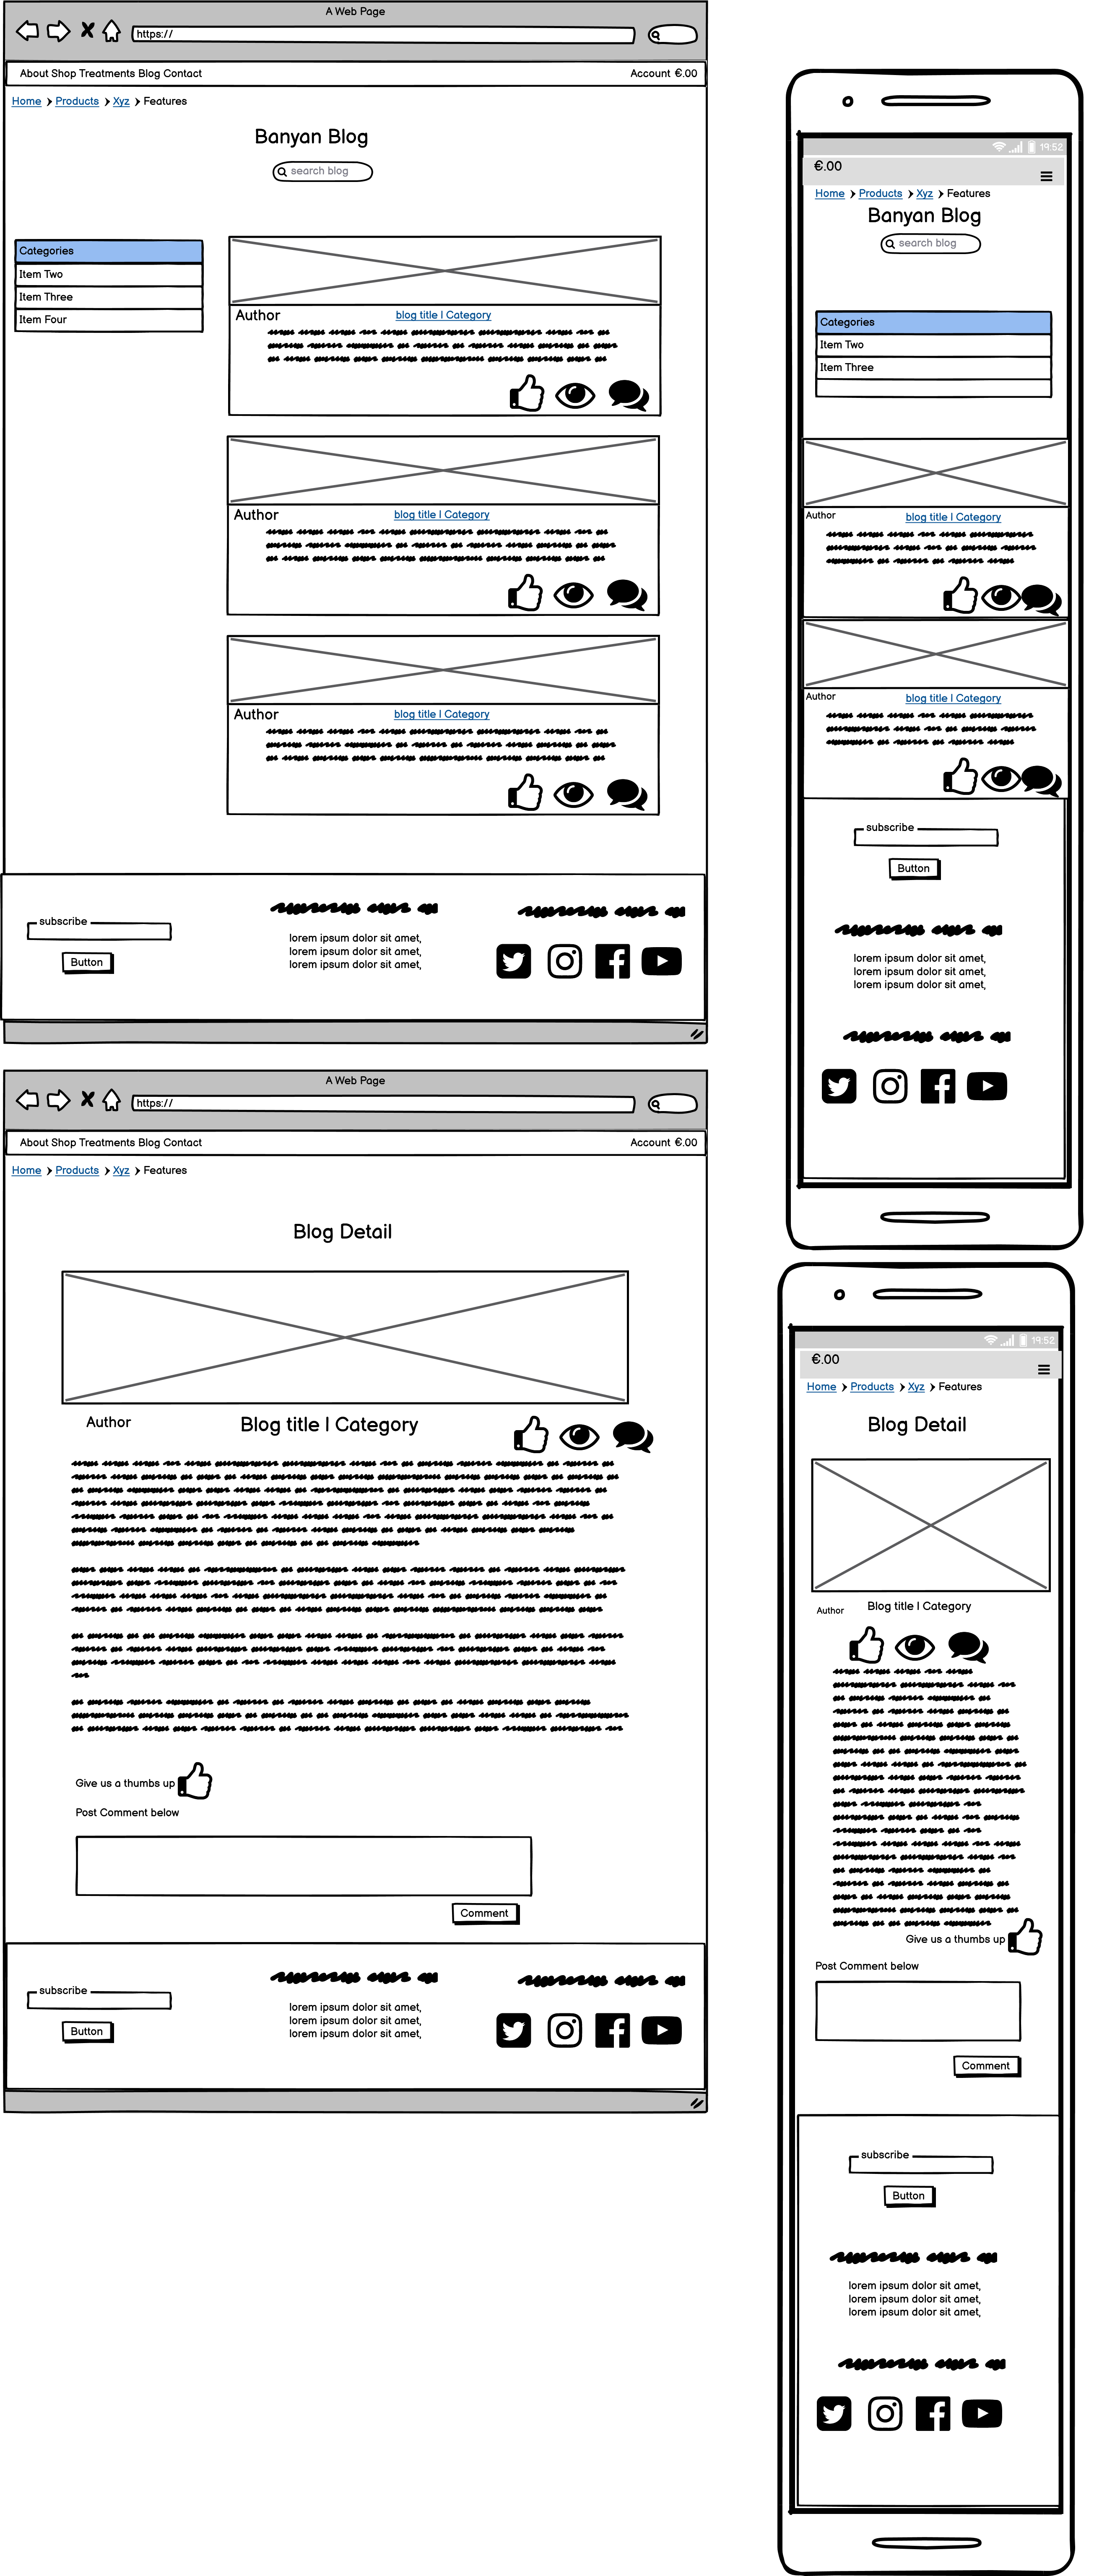 A Web Page
https://
About Shop Treatments Blog Contact
Account €.00
Home Products Xyz Features
Banyan Blog
search blog
Categories
Item Two
Item Three
Item Four
Author
blog title | Category
Author
blog title | Category
Author
blog title | Category
subscribe
Button
lorem ipsum dolor sit amet,
lorem ipsum dolor sit amet,
lorem ipsum dolor sit amet,
19:52
€.00
Home Products Xyz Features
Banyan Blog
search blog
Categories
Item Two
Item Three
Author
blog title | Category
Author
blog title | Category
subscribe
Button
lorem ipsum dolor sit amet,
lorem ipsum dolor sit amet,
lorem ipsum dolor sit amet,
A Web Page
https://
About Shop Treatments Blog Contact
Account €.00
Home Products Xyz Features
Blog Detail
Author
Blog title | Category
Give us a thumbs up
Post Comment below
Comment
subscribe
Button
lorem ipsum dolor sit amet,
lorem ipsum dolor sit amet,
lorem ipsum dolor sit amet,
19:52
€.00
Home Products Xyz Features
Blog Detail
Author
Blog title | Category
Give us a thumbs up
Post Comment below
Comment
subscribe
Button
lorem ipsum dolor sit amet,
lorem ipsum dolor sit amet,
lorem ipsum dolor sit amet,